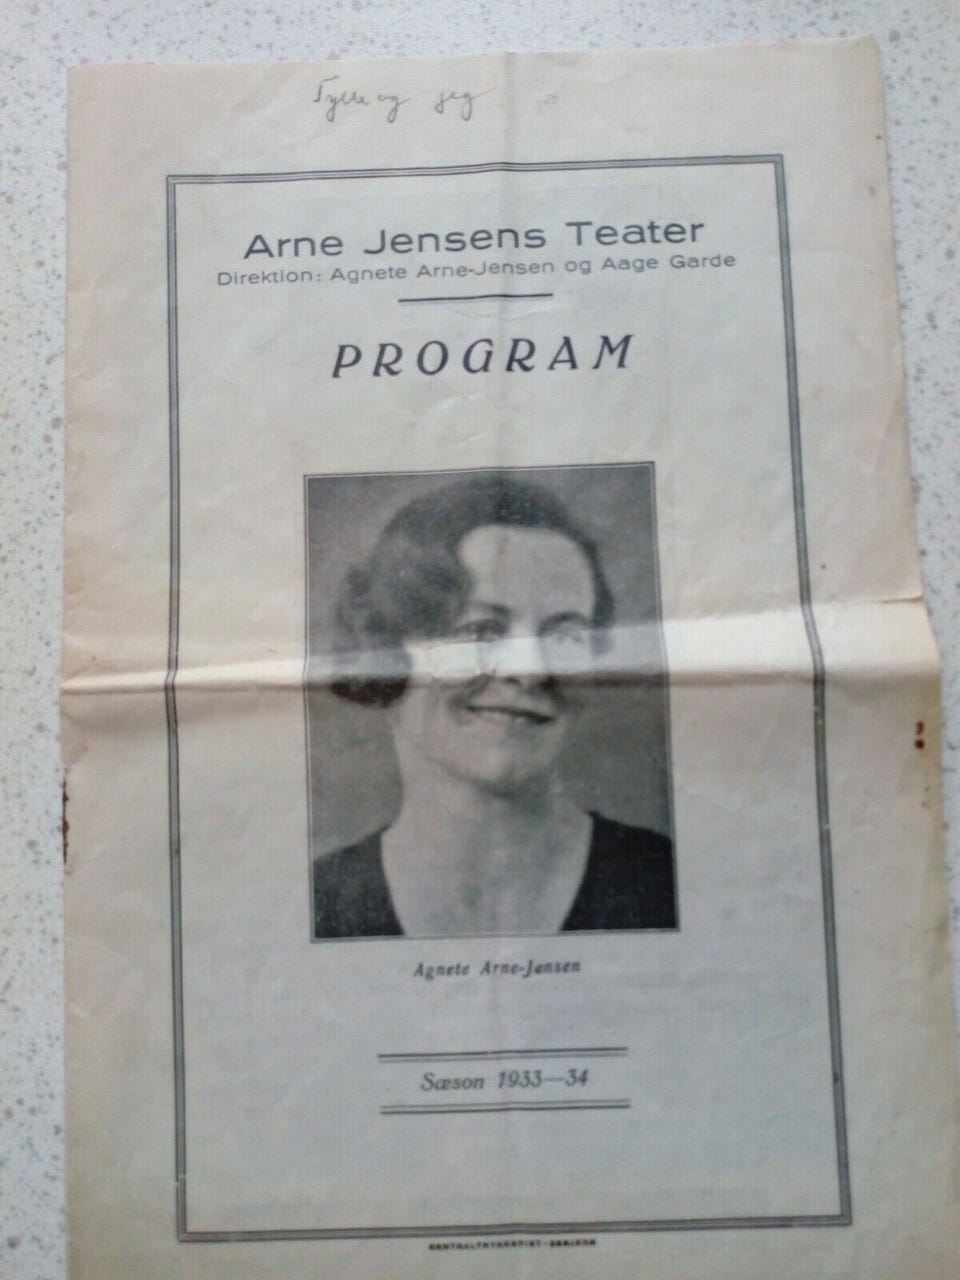 Tylle og jeg
Arne Jensens Teater
Direktion: Agnete Arne-Jensen og Aage Garde
PROGRAM
Agnete Arne-Jensen
Sæson 1933—34